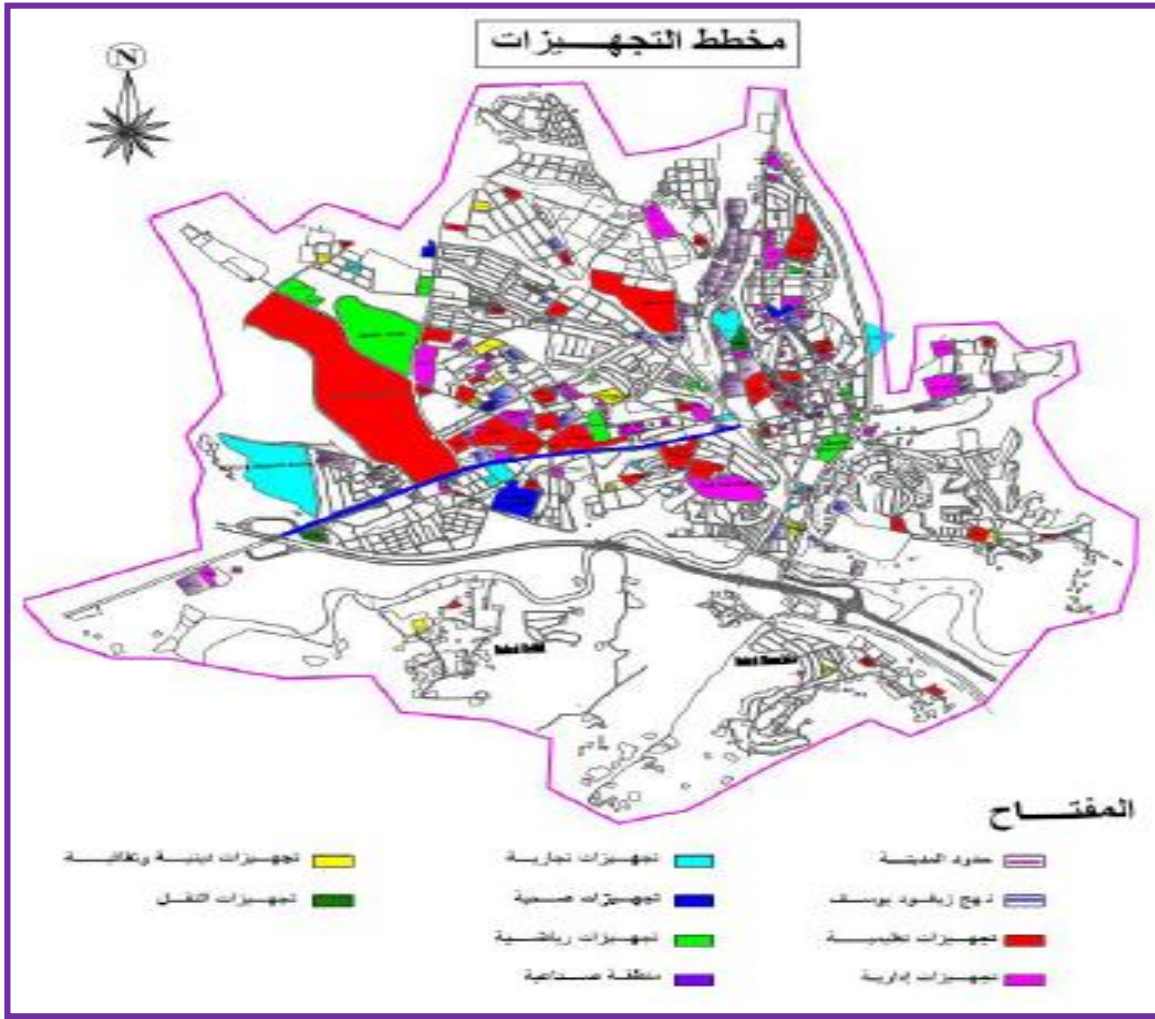 مخطط التجهيزات
N
المفتاح
حدود المدينة
نهج زيغود يوسف
تجهيزات تعليمية
تجهيزات إدارية
تجهيزات تجارية
تجهيزات صحية
تجهيزات رياضية
منطقة صناعية
تجهيزات دينية وثقافية
تجهيزات النقل